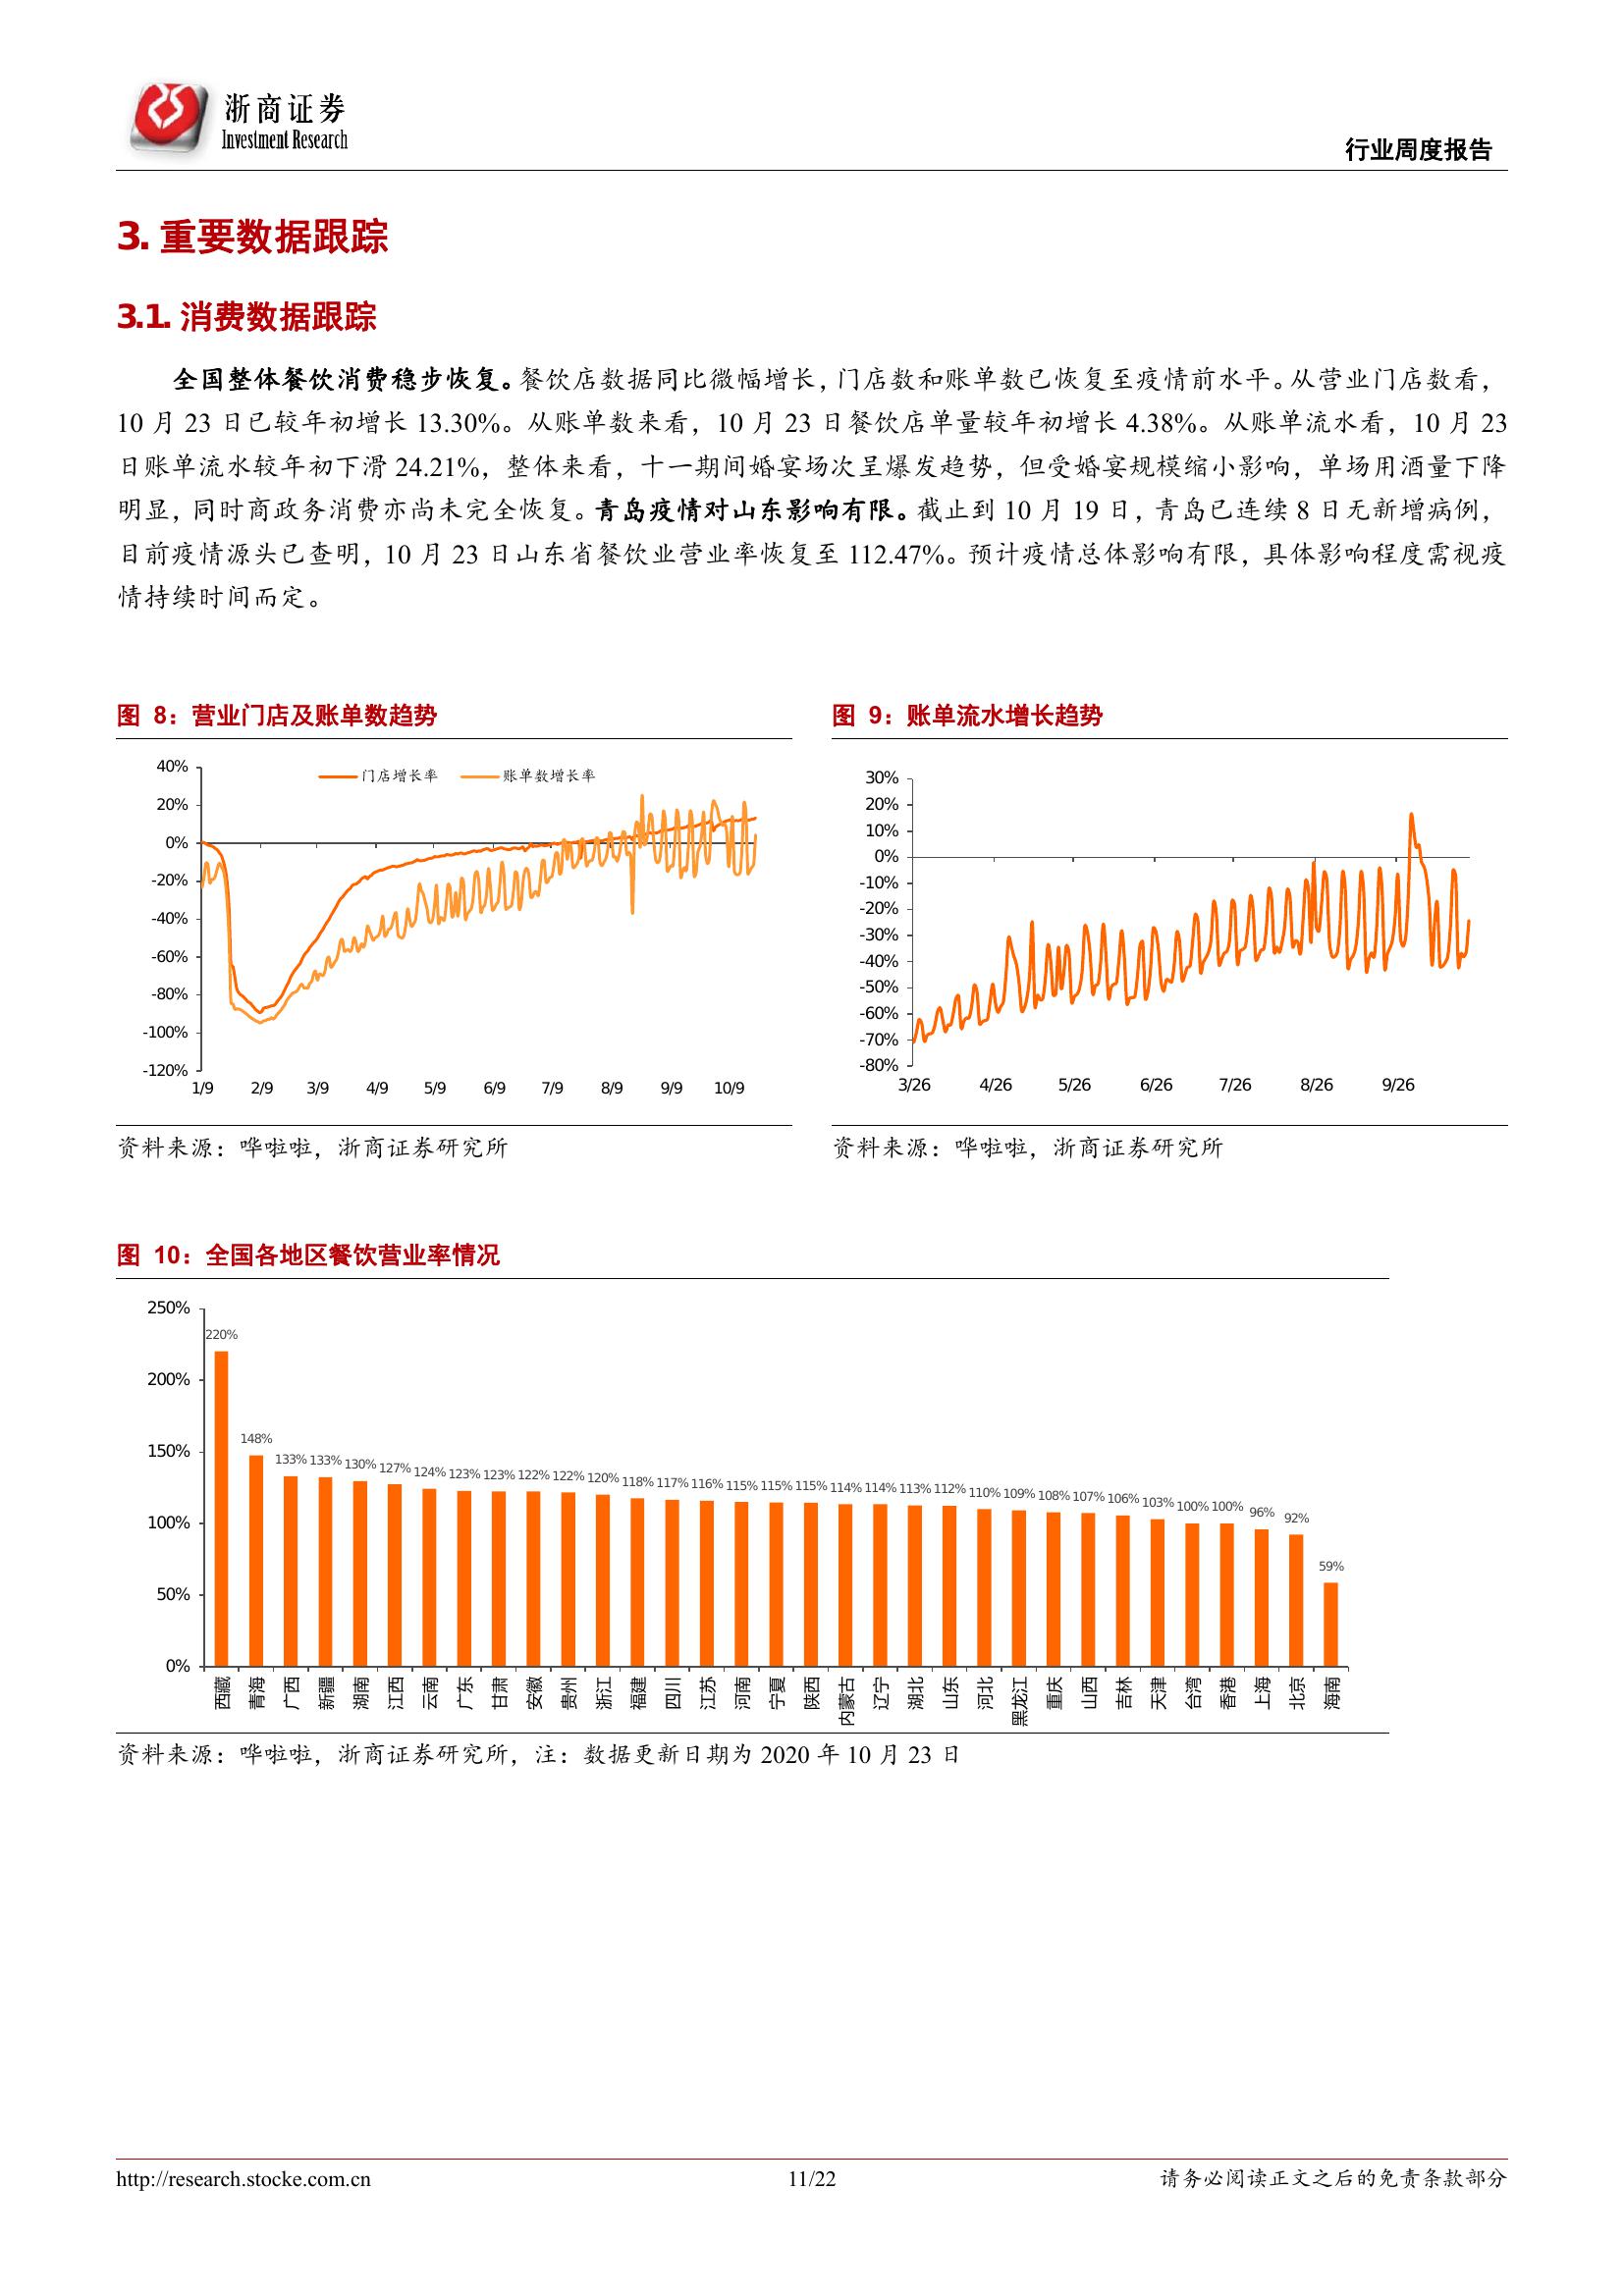 浙商证券
Investment Research
行业周度报告
3. 重要数据跟踪
3.1. 消费数据跟踪
全国整体餐饮消费稳步恢复。餐饮店数据同比微幅增长，门店数和账单数已恢复至疫情前水平。从营业门店数看，
10 月 23 日已较年初增长 13.30%。从账单数来看，10 月 23 日餐饮店单量较年初增长 4.38%。从账单流水看，10 月 23
日账单流水较年初下滑 24.21%，整体来看，十一期间婚宴场次呈爆发趋势，但受婚宴规模缩小影响，单场用酒量下降
明显，同时商政务消费亦尚未完全恢复。青岛疫情对山东影响有限。截止到 10 月 19 日，青岛已连续 8 日无新增病例，
目前疫情源头已查明，10 月 23 日山东省餐饮业营业率恢复至 112.47%。预计疫情总体影响有限，具体影响程度需视疫
情持续时间而定。
图 8：营业门店及账单数趋势
门店增长率 账单数增长率
40%
20%
0%
-20%
-40%
-60%
-80%
-100%
-120%
1/9 2/9 3/9 4/9 5/9 6/9 7/9 8/9 9/9 10/9
资料来源：哗啦啦，浙商证券研究所
图 9：账单流水增长趋势
30%
20%
10%
0%
-10%
-20%
-30%
-40%
-50%
-60%
-70%
-80%
3/26 4/26 5/26 6/26 7/26 8/26 9/26
资料来源：哗啦啦，浙商证券研究所
图 10：全国各地区餐饮营业率情况
250%
200%
150%
100%
50%
0%
220% 148% 133% 133% 130% 127% 124% 123% 123% 122% 122% 120% 118% 117% 116% 115% 115% 115% 114% 114% 113% 112% 110% 109% 108% 107% 106% 103% 100% 100% 96% 92% 59%
西藏 青海 广西 新疆 湖南 江西 云南 广东 甘肃 安徽 贵州 浙江 福建 四川 江苏 河南 宁夏 陕西 内蒙古 辽宁 湖北 山东 河北 黑龙江 重庆 山西 吉林 天津 台湾 香港 上海 北京 海南
资料来源：哗啦啦，浙商证券研究所，注：数据更新日期为 2020 年 10 月 23 日
http://research.stocke.com.cn
11/22
请务必阅读正文之后的免责条款部分